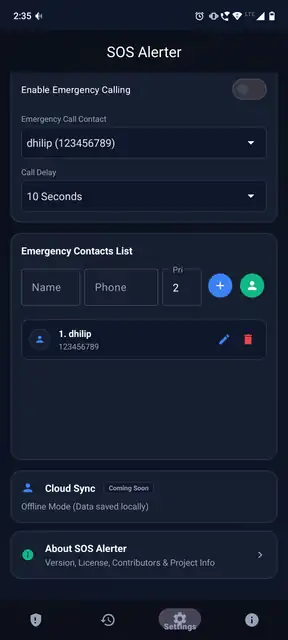 2:35
LTE
SOS Alerter
Enable Emergency Calling
Emergency Call Contact
dhilip (123456789)
Call Delay
10 Seconds
Emergency Contacts List
Name
Phone
Pri
2
1. dhilip
123456789
Cloud Sync
Coming Soon
Offline Mode (Data saved locally)
About SOS Alerter
Version, License, Contributors & Project Info
Settings